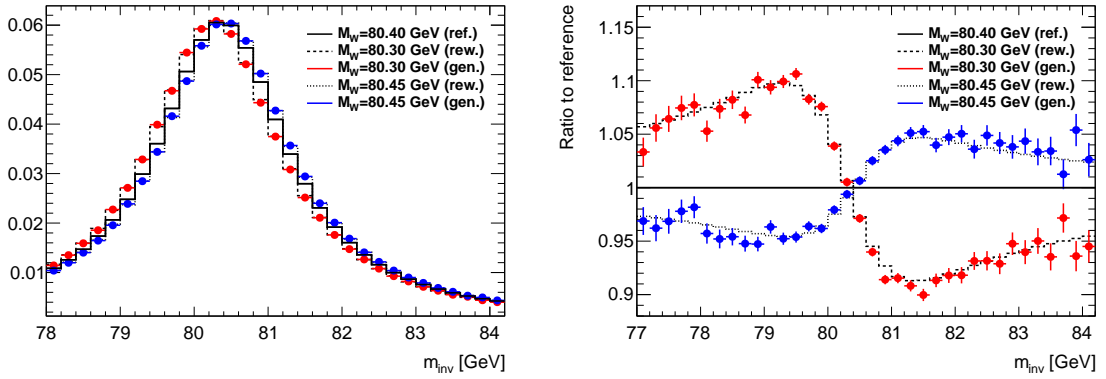 0.06
0.05
0.04
0.03
0.02
0.01
78 79 80 81 82 83 84
m_inv [GeV]
M_W=80.40 GeV (ref.)
M_W=80.30 GeV (rew.)
M_W=80.30 GeV (gen.)
M_W=80.45 GeV (rew.)
M_W=80.45 GeV (gen.)
Ratio to reference
1.15
1.1
1.05
1
0.95
0.9
77 78 79 80 81 82 83 84
m_inv [GeV]
M_W=80.40 GeV (ref.)
M_W=80.30 GeV (rew.)
M_W=80.30 GeV (gen.)
M_W=80.45 GeV (rew.)
M_W=80.45 GeV (gen.)